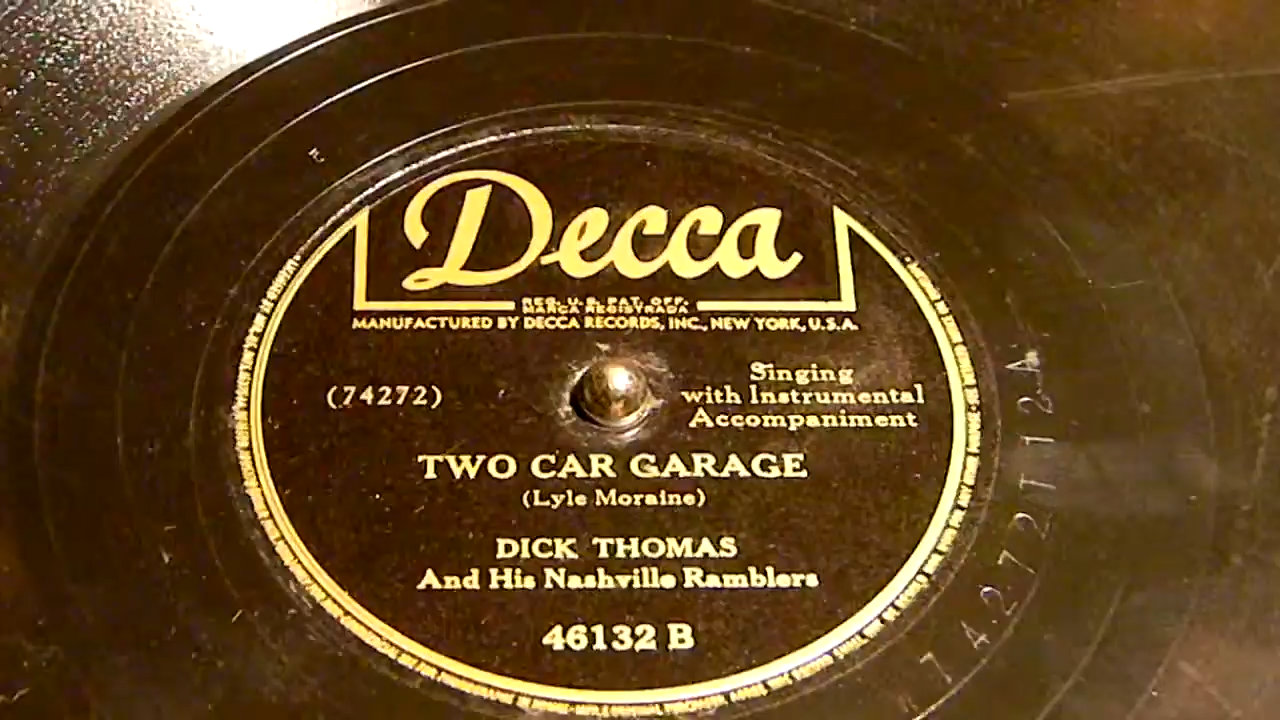 Decca
REG. U.S. PAT. OFF.
MARCA REGISTRADA
MANUFACTURED BY DECCA RECORDS, INC., NEW YORK, U.S.A.
(74272)
Singing
with Instrumental
Accompaniment
TWO CAR GARAGE
(Lyle Moraine)
DICK THOMAS
And His Nashville Ramblers
46132 B
74272T12A